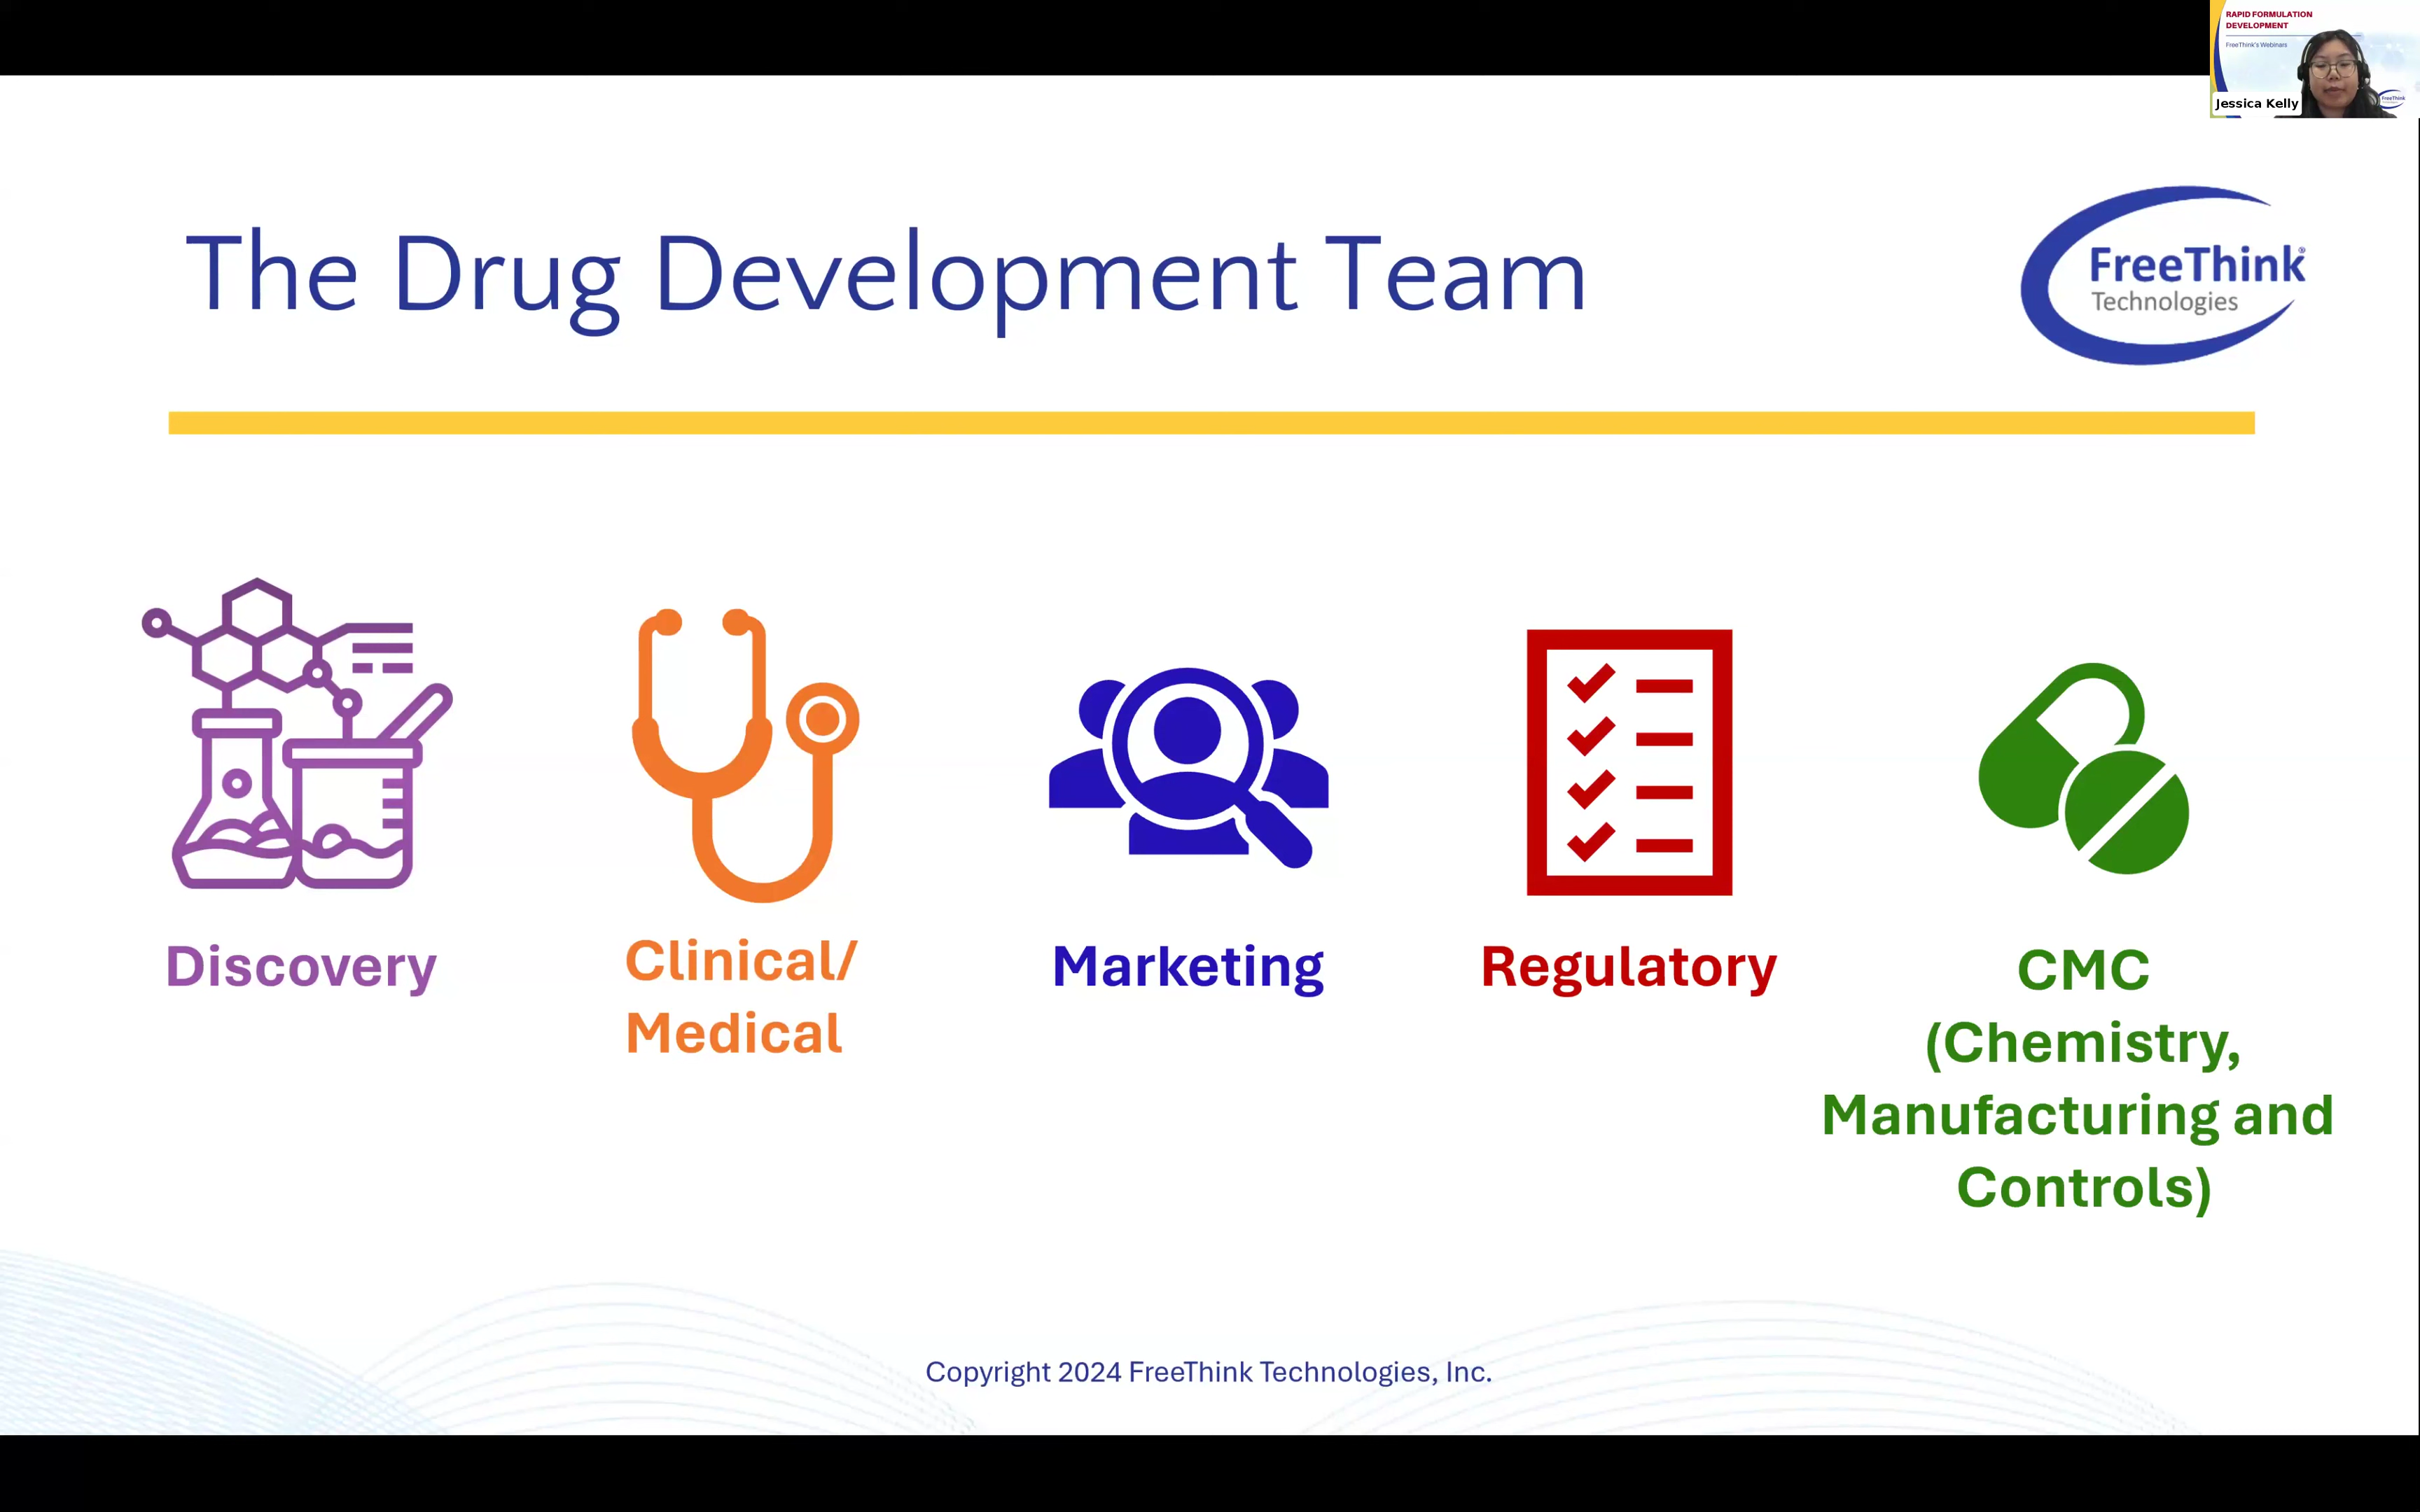 RAPID FORMULATION
DEVELOPMENT
FreeThink's Webinars
Jessica Kelly
FreeThink
The Drug Development Team
FreeThink®
Technologies
Discovery
Clinical/
Medical
Marketing
Regulatory
CMC
(Chemistry,
Manufacturing and
Controls)
Copyright 2024 FreeThink Technologies, Inc.